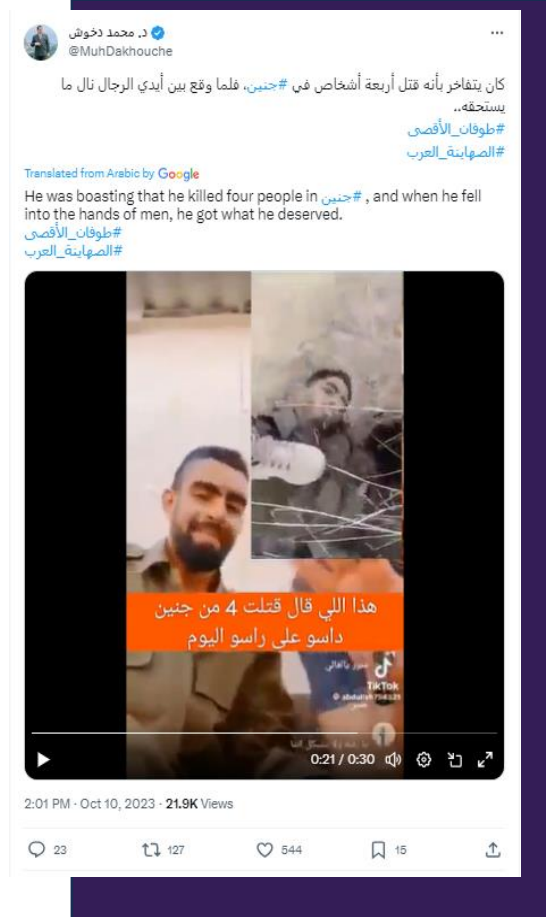 د. محمد دخوش
@MuhDakhouche
كان يتفاخر بأنه قتل أربعة أشخاص في #جنين، فلما وقع بين أيدي الرجال نال ما
يستحقه..
#طوفان_الأقصى
#الصهاينة_العرب
Translated from Arabic by Google
He was boasting that he killed four people in #جنين , and when he fell
into the hands of men, he got what he deserved.
#طوفان_الأقصى
#الصهاينة_العرب
هذا اللي قال قتلت 4 من جنين
داسو على راسو اليوم
TikTok
0:21 / 0:30
2:01 PM · Oct 10, 2023 · 21.9K Views
23 127 544 15